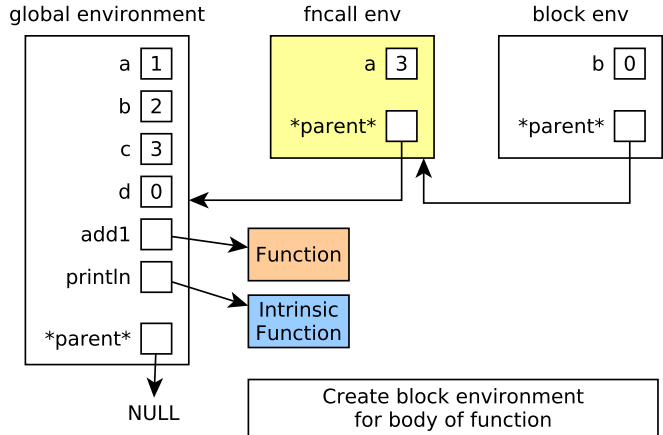 global environment
a 1
b 2
c 3
d 0
add1
println
*parent*
NULL
fncall env
a 3
*parent*
block env
b 0
*parent*
Function
Intrinsic
Function
Create block environment
for body of function